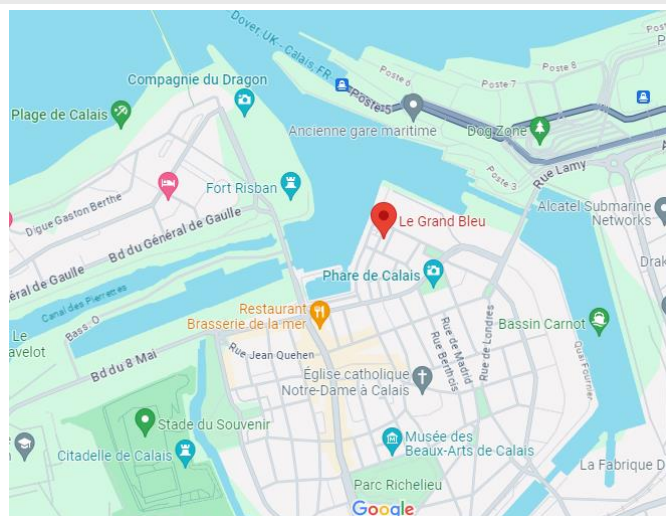 Dover, UK - Calais, FR
Poste
P
Compagnie du Dragon
Poste 6
Poste 7
Poste 8
Poste 5
Plage de Calais
Ancienne gare maritime
Dog Zone
A
Poste 3
Rue Lamy
Fort Risban
Digue Gaston Berthe
Bd du Général de Gaulle
Le Grand Bleu
Alcatel Submarine
Networks
néral de Gaulle
Canal des Pierrettes
Phare de Calais
Drak
Bass. O
Restaurant
Brasserie de la mer
Le
avelot
Bd du 8 Mai
Rue Jean Quehen
Rue de Madrid
Rue Berthois
Rue de Londres
Bassin Carnot
Quai Fournier
Église catholique
Notre-Dame à Calais
Stade du Souvenir
Citadelle de Calais
Musée des
Beaux-Arts de Calais
La Fabrique D
Parc Richelieu
Google